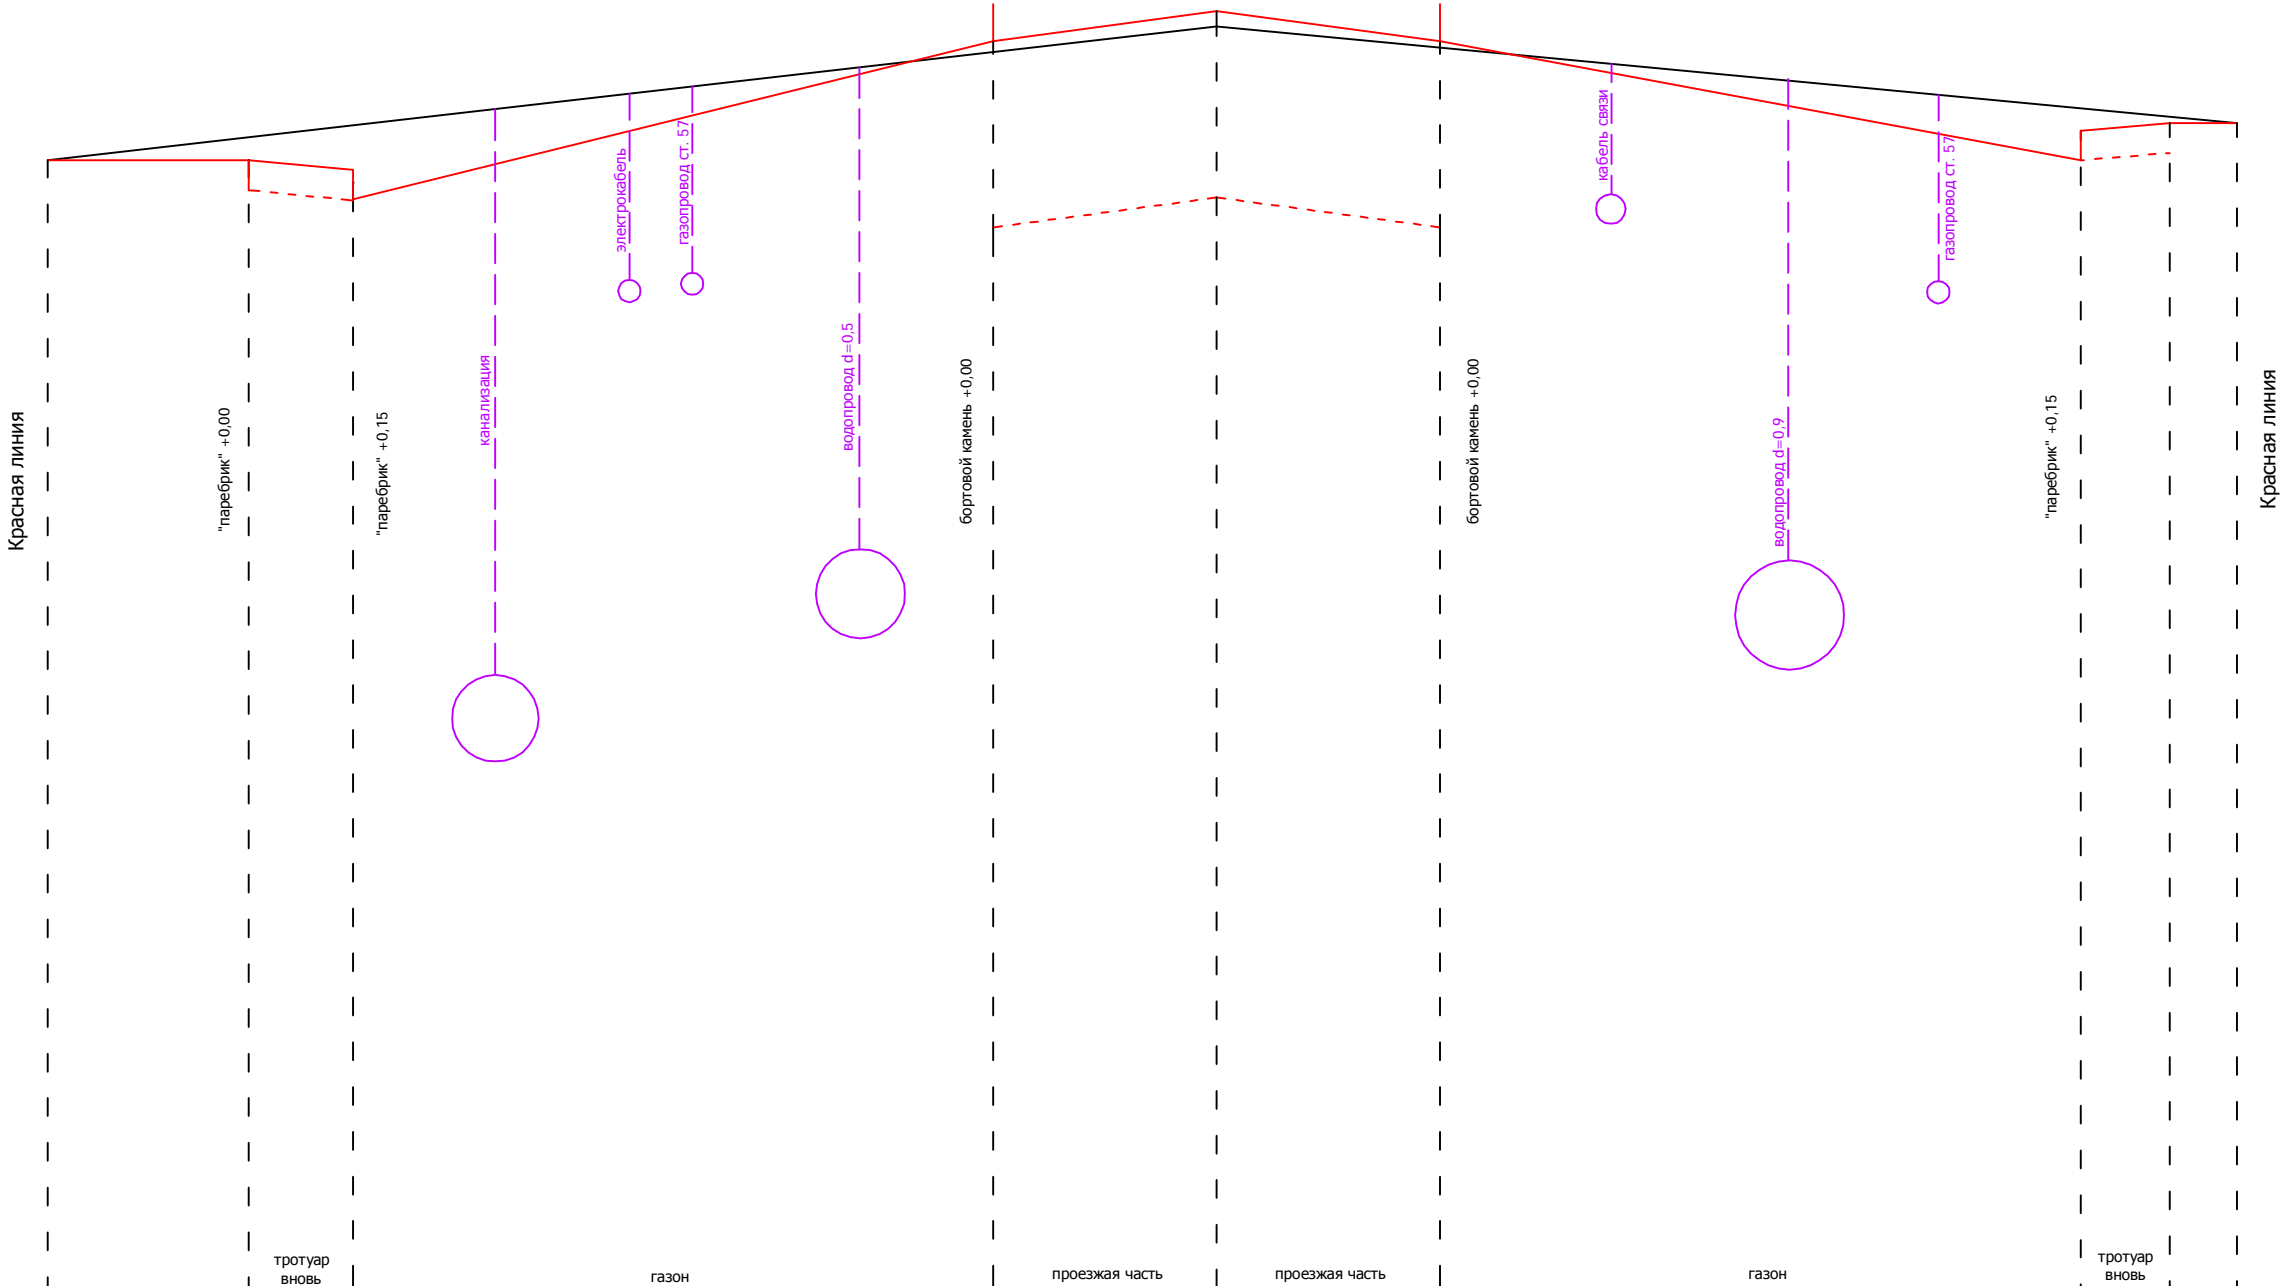 Красная линия
"паребрик" +0,00
"паребрик" +0,15
канализация
электрокабель
газопровод ст. 57
водопровод d=0,5
бортовой камень +0,00
бортовой камень +0,00
кабель связи
водопровод d=0,9
газопровод ст. 57
"паребрик" +0,15
Красная линия
тротуар
вновь
газон
проезжая часть
проезжая часть
газон
тротуар
вновь